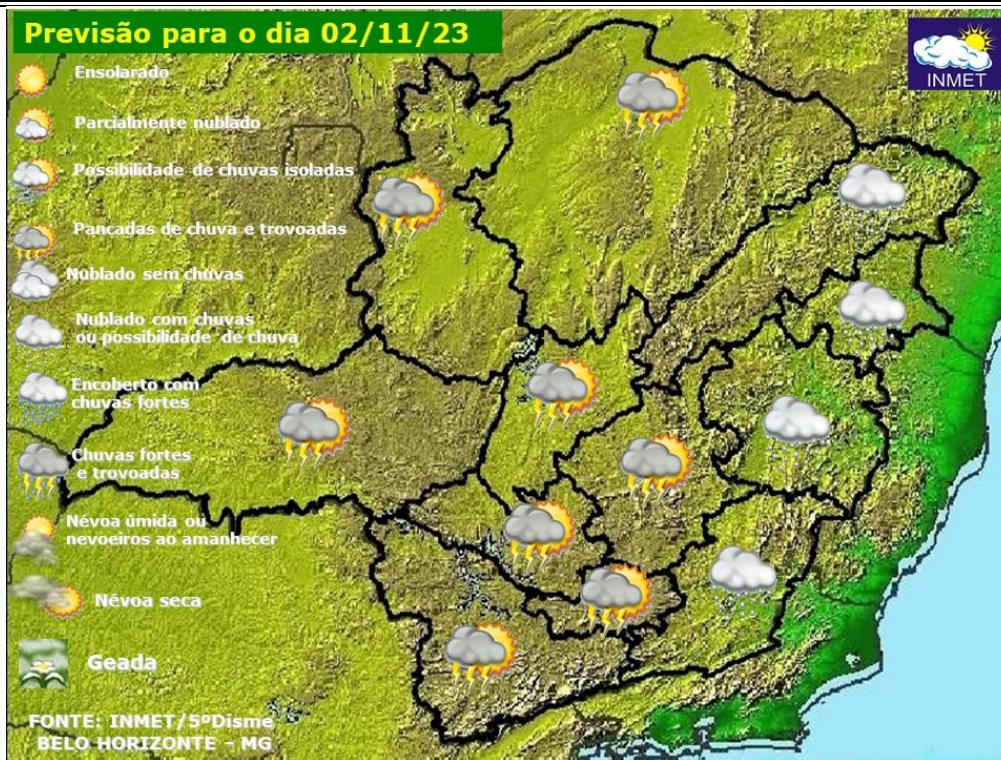 Previsão para o dia 02/11/23
INMET
Ensolarado
Parcialmente nublado
Possibilidade de chuvas isoladas
Pancadas de chuva e trovoadas
Nublado sem chuvas
Nublado com chuvas
ou possibilidade de chuva
Encoberto com
chuvas fortes
Chuvas fortes
e trovoadas
Névoa úmida ou
nevoeiros ao amanhecer
Névoa seca
Geada
FONTE: INMET/5ºDisme
BELO HORIZONTE - MG